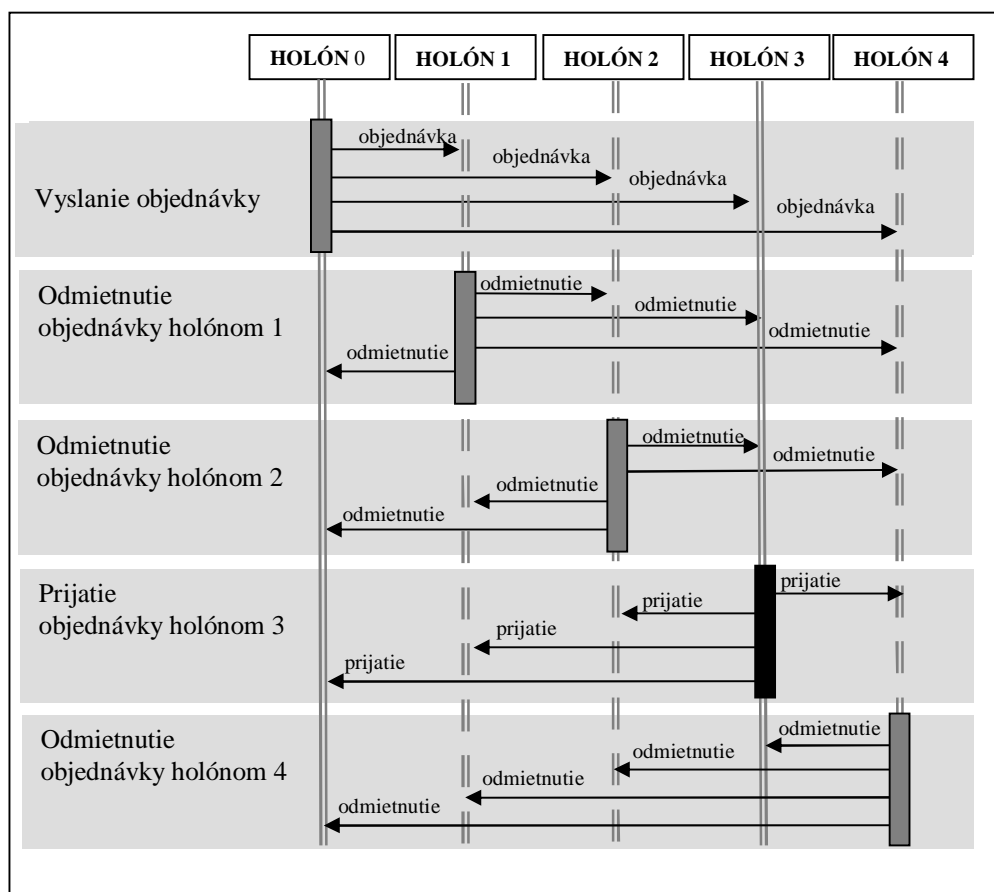 HOLÓN 0
HOLÓN 1
HOLÓN 2
HOLÓN 3
HOLÓN 4
Vyslanie objednávky
objednávka
objednávka
objednávka
objednávka
Odmietnutie
objednávky holónom 1
odmietnutie
odmietnutie
odmietnutie
odmietnutie
Odmietnutie
objednávky holónom 2
odmietnutie
odmietnutie
odmietnutie
odmietnutie
Prijatie
objednávky holónom 3
prijatie
prijatie
prijatie
prijatie
Odmietnutie
objednávky holónom 4
odmietnutie
odmietnutie
odmietnutie
odmietnutie